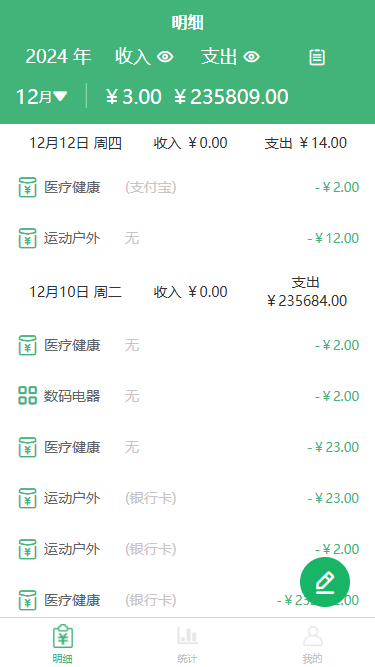 明细
2024 年 收入 支出
12月 ￥3.00 ￥235809.00
12月12日 周四 收入 ￥0.00 支出 ￥14.00
医疗健康 (支付宝) -￥2.00
运动户外 无 -￥12.00
12月10日 周二 收入 ￥0.00 支出
￥235684.00
医疗健康 无 -￥2.00
数码电器 无 -￥2.00
医疗健康 无 -￥23.00
运动户外 (银行卡) -￥23.00
运动户外 (银行卡) -￥2.00
医疗健康 (银行卡)
明细 统计 我的